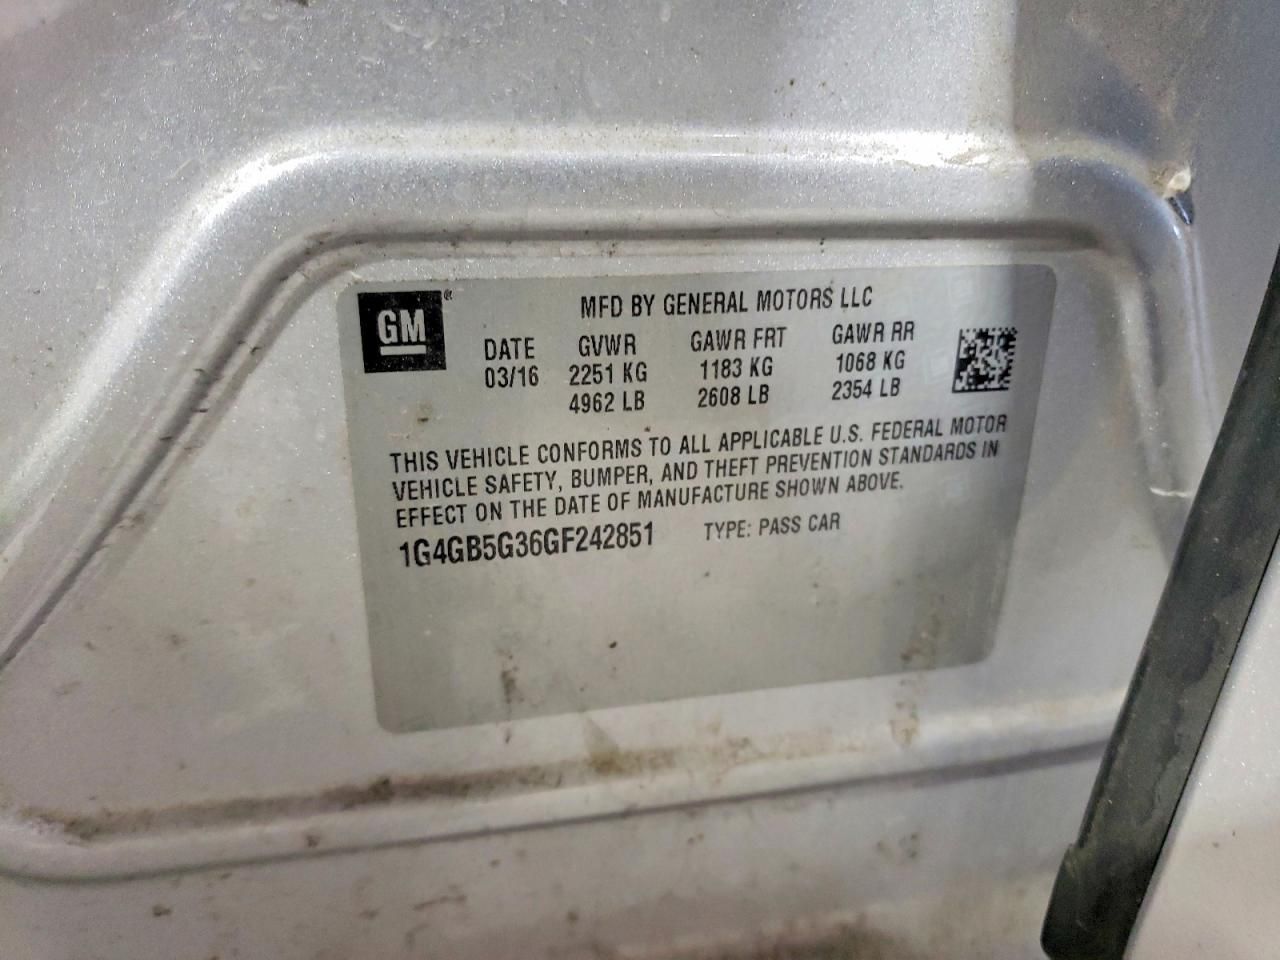 GM®
MFD BY GENERAL MOTORS LLC
DATE GVWR GAWR FRT GAWR RR
03/16 2251 KG 1183 KG 1068 KG
4962 LB 2608 LB 2354 LB
THIS VEHICLE CONFORMS TO ALL APPLICABLE U.S. FEDERAL MOTOR
VEHICLE SAFETY, BUMPER, AND THEFT PREVENTION STANDARDS IN
EFFECT ON THE DATE OF MANUFACTURE SHOWN ABOVE.
1G4GB5G36GF242851 TYPE: PASS CAR